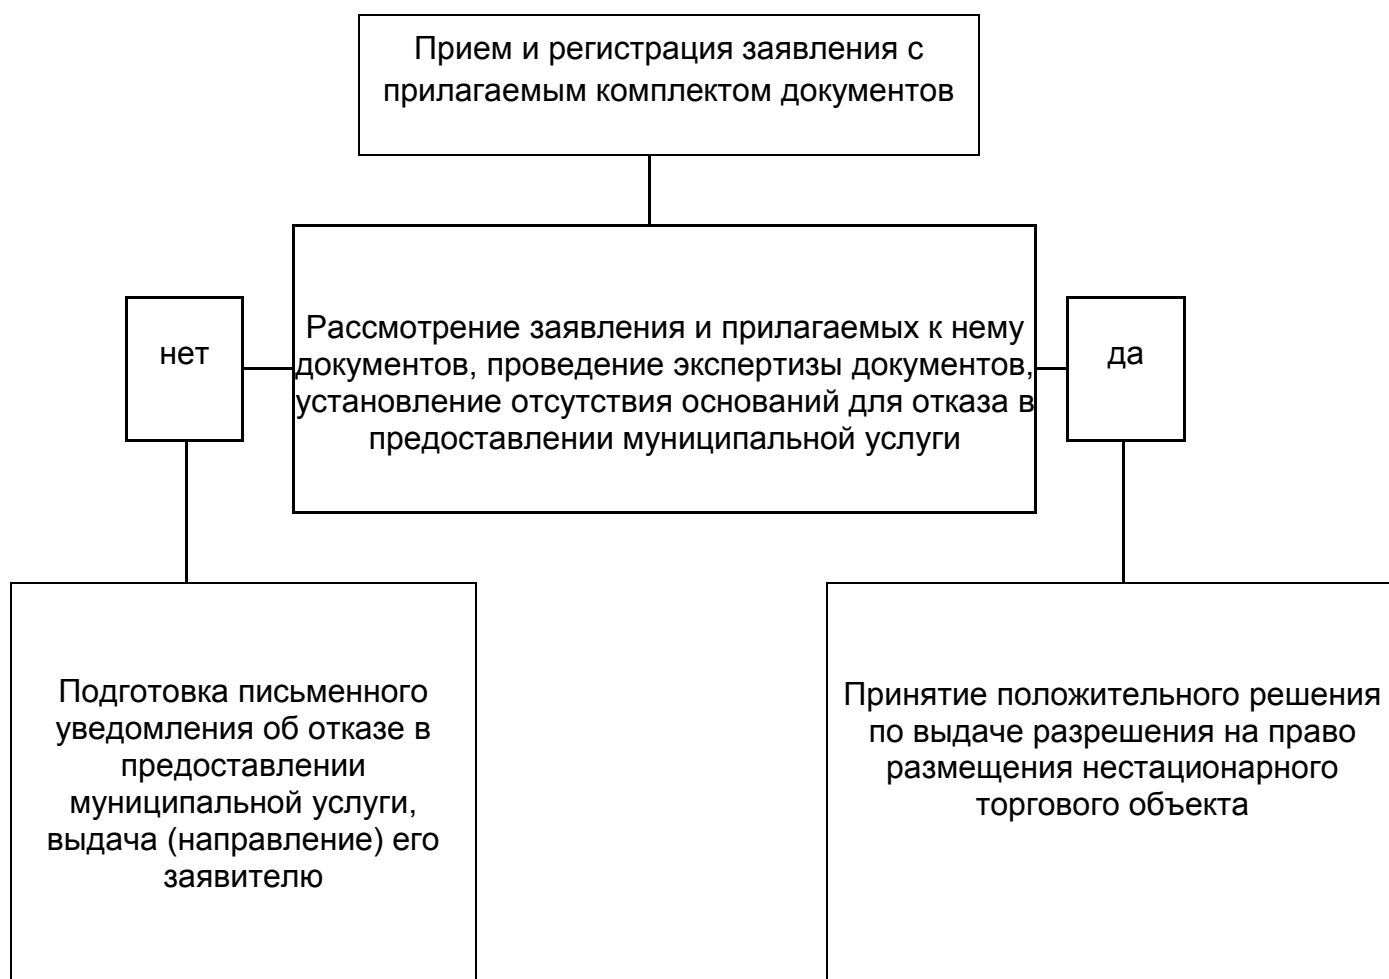 Прием и регистрация заявления с
прилагаемым комплектом документов
Рассмотрение заявления и прилагаемых к нему
документов, проведение экспертизы документов,
установление отсутствия оснований для отказа в
предоставлении муниципальной услуги
нет
да
Подготовка письменного
уведомления об отказе в
предоставлении
муниципальной услуги,
выдача (направление) его
заявителю
Принятие положительного решения
по выдаче разрешения на право
размещения нестационарного
торгового объекта